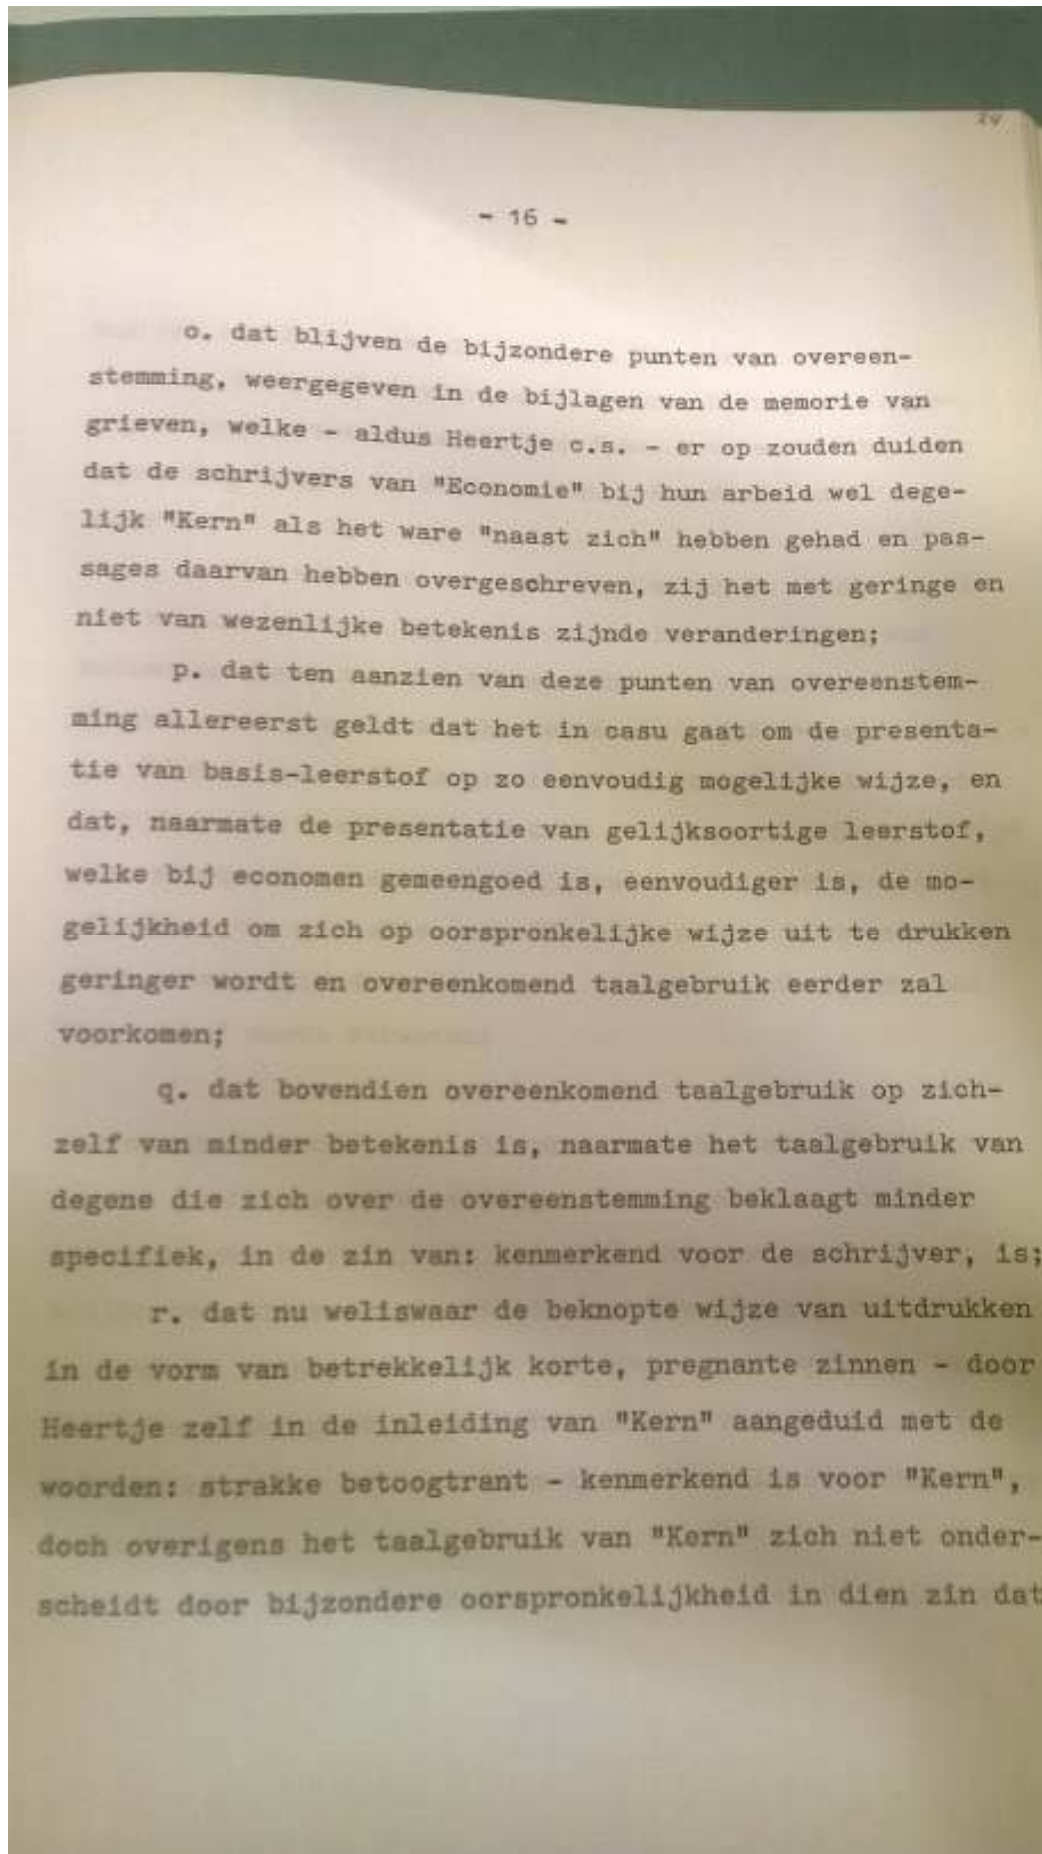 - 16 -
o. dat blijven de bijzondere punten van overeen-
stemming, weergegeven in de bijlagen van de memorie van
grieven, welke - aldus Heertje c.s. - er op zouden duiden
dat de schrijvers van "Economie" bij hun arbeid wel dege-
lijk "Kern" als het ware "naast zich" hebben gehad en pas-
sages daarvan hebben overgeschreven, zij het met geringe en
niet van wezenlijke betekenis zijnde veranderingen;
p. dat ten aanzien van deze punten van overeenstem-
ming allereerst geldt dat het in casu gaat om de presenta-
tie van basis-leerstof op zo eenvoudig mogelijke wijze, en
dat, naarmate de presentatie van gelijksoortige leerstof,
welke bij economen gemeengoed is, eenvoudiger is, de mo-
gelijkheid om zich op oorspronkelijke wijze uit te drukken
geringer wordt en overeenkomend taalgebruik eerder zal
voorkomen;
q. dat bovendien overeenkomend taalgebruik op zich-
zelf van minder betekenis is, naarmate het taalgebruik van
degene die zich over de overeenstemming beklaagt minder
specifiek, in de zin van: kenmerkend voor de schrijver, is;
r. dat nu weliswaar de beknopte wijze van uitdrukken
in de vorm van betrekkelijk korte, pregnante zinnen - door
Heertje zelf in de inleiding van "Kern" aangeduid met de
woorden: strakke betoogtrant - kenmerkend is voor "Kern",
doch overigens het taalgebruik van "Kern" zich niet onder-
scheidt door bijzondere oorspronkelijkheid in dien zin dat